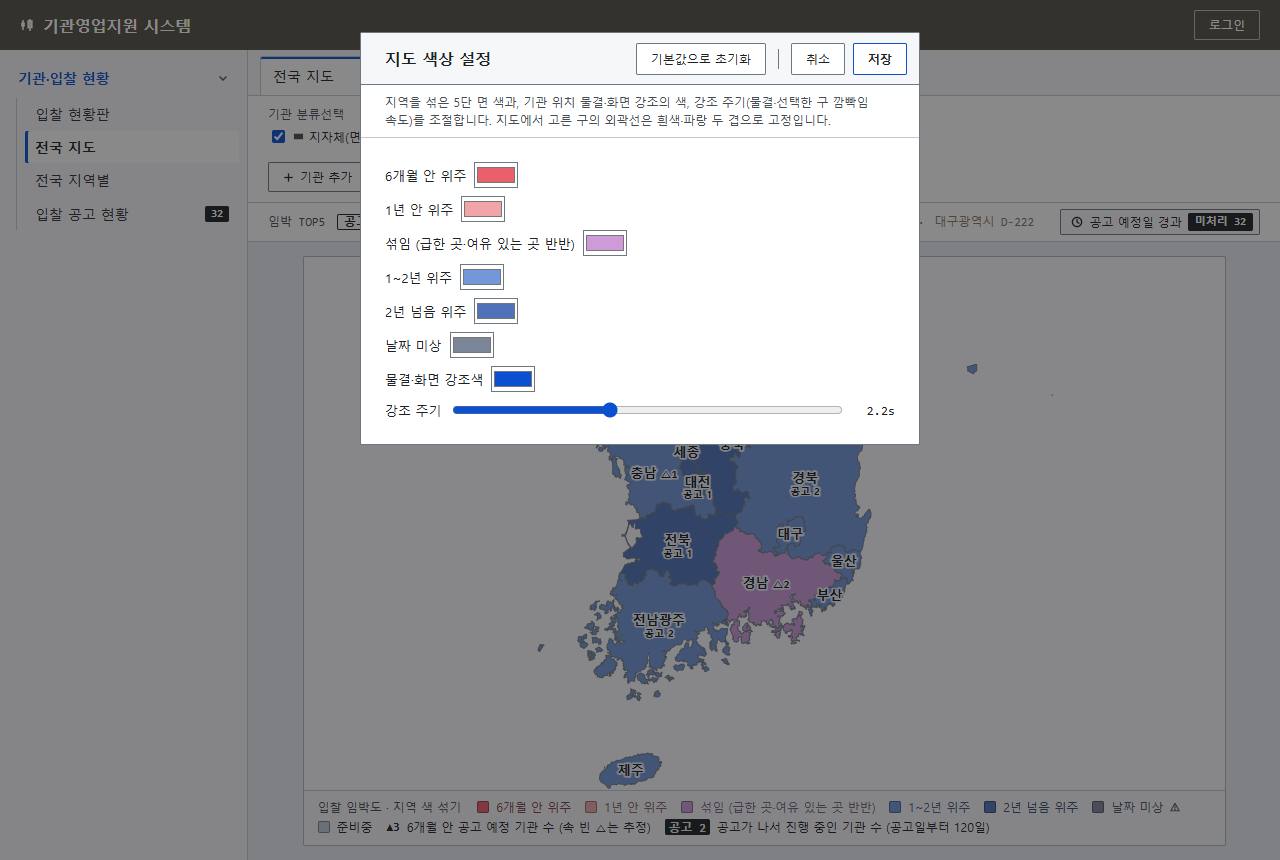 기관영업지원 시스템
로그인
기관·입찰 현황
입찰 현황판
전국 지도
전국 지역별
입찰 공고 현황 32
전국 지도
기관 분류선택
지자체(면
+ 기관 추가
임박 TOP5
대구광역시 D-222
공고 예정일 경과 미처리 32
지도 색상 설정
기본값으로 초기화
취소
저장
지역을 섞은 5단 면 색과, 기관 위치 물결·화면 강조의 색, 강조 주기(물결·선택한 구 깜빡임
속도)를 조절합니다. 지도에서 고른 구의 외곽선은 흰색·파랑 두 겹으로 고정입니다.
6개월 안 위주
1년 안 위주
섞임 (급한 곳·여유 있는 곳 반반)
1~2년 위주
2년 넘음 위주
날짜 미상
물결·화면 강조색
강조 주기 2.2s
세종
충남 △1
대전
공고 1
경북
공고 2
전북
공고 1
대구
울산
경남 △2
부산
전남광주
공고 2
제주
입찰 임박도 · 지역 색 섞기 6개월 안 위주 1년 안 위주 섞임 (급한 곳·여유 있는 곳 반반) 1~2년 위주 2년 넘음 위주 날짜 미상 ⚠
준비중 ▲3 6개월 안 공고 예정 기관 수 (속 빈 △는 추정) 공고 2 공고가 나서 진행 중인 기관 수 (공고일부터 120일)